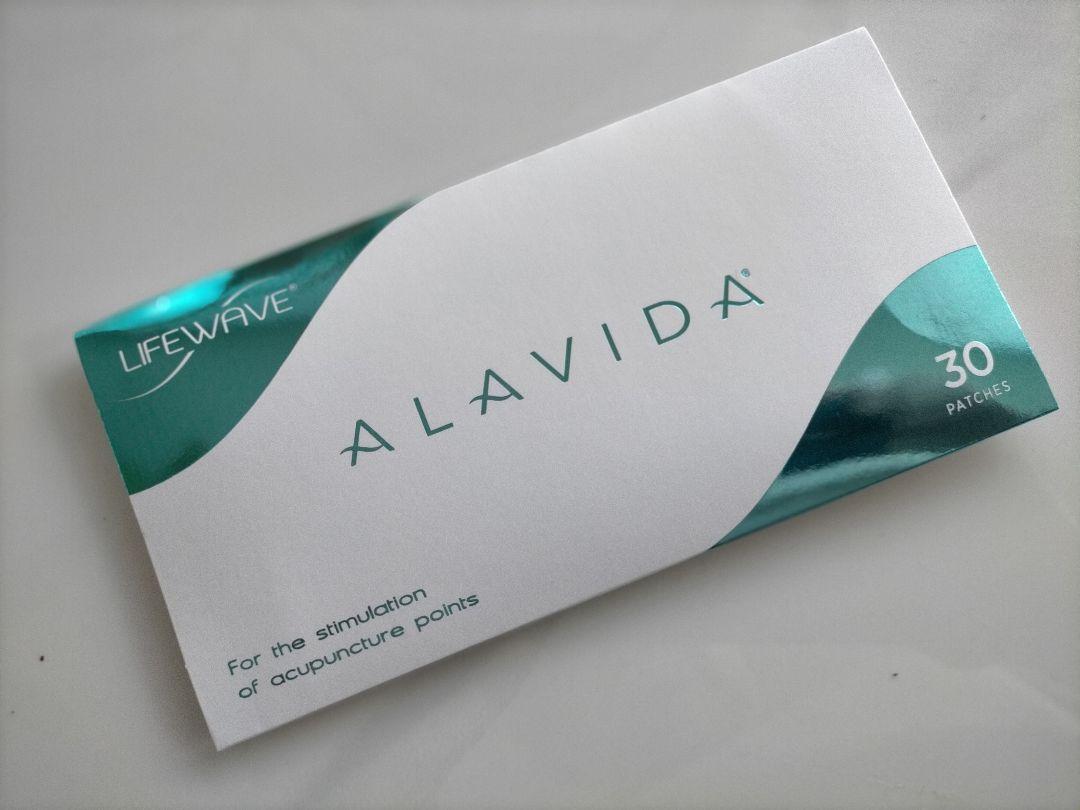 LIFEWAVE®
ALAVIDA®
30
PATCHES
For the stimulation
of acupuncture points